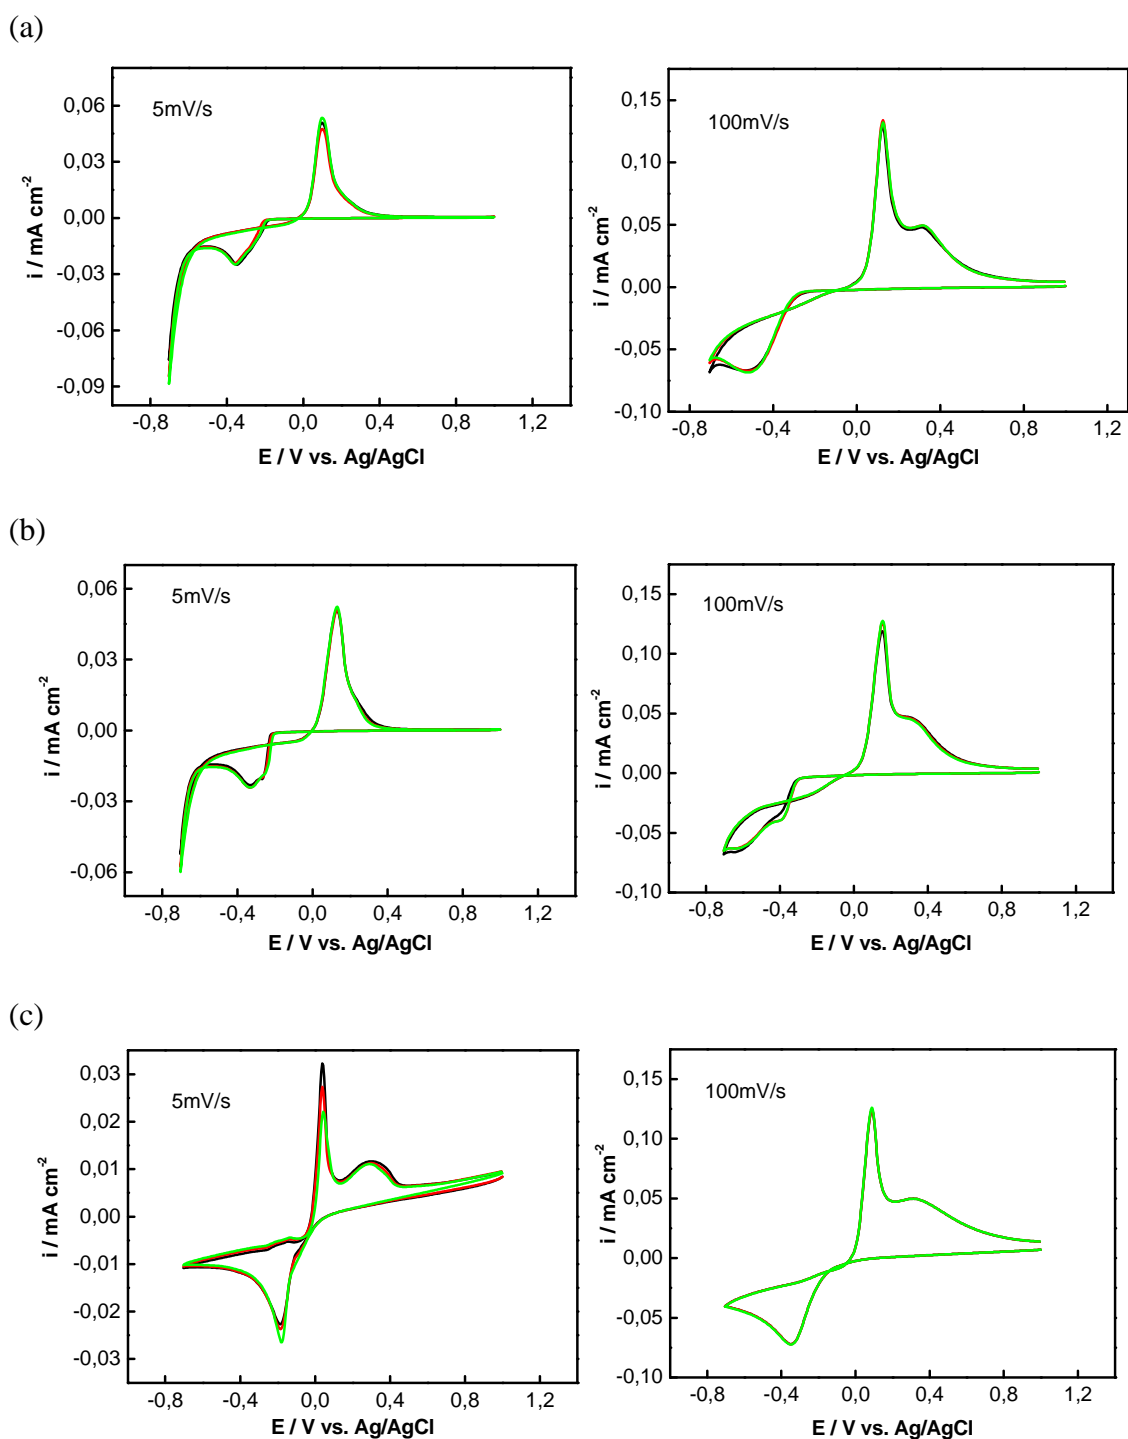 (a)
5mV/s
0,06
0,03
0,00
-0,03
-0,06
-0,09
i / mA cm-2
-0,8 -0,4 0,0 0,4 0,8 1,2
E / V vs. Ag/AgCl
100mV/s
0,15
0,10
0,05
0,00
-0,05
-0,10
i / mA cm-2
-0,8 -0,4 0,0 0,4 0,8 1,2
E / V vs. Ag/AgCl
(b)
5mV/s
0,06
0,03
0,00
-0,03
-0,06
i / mA cm-2
-0,8 -0,4 0,0 0,4 0,8 1,2
E / V vs. Ag/AgCl
100mV/s
0,15
0,10
0,05
0,00
-0,05
-0,10
i / mA cm-2
-0,8 -0,4 0,0 0,4 0,8 1,2
E / V vs. Ag/AgCl
(c)
5mV/s
0,03
0,02
0,01
0,00
-0,01
-0,02
-0,03
i / mA cm-2
-0,8 -0,4 0,0 0,4 0,8 1,2
E / V vs. Ag/AgCl
100mV/s
0,15
0,10
0,05
0,00
-0,05
-0,10
i / mA cm-2
-0,8 -0,4 0,0 0,4 0,8 1,2
E / V vs. Ag/AgCl